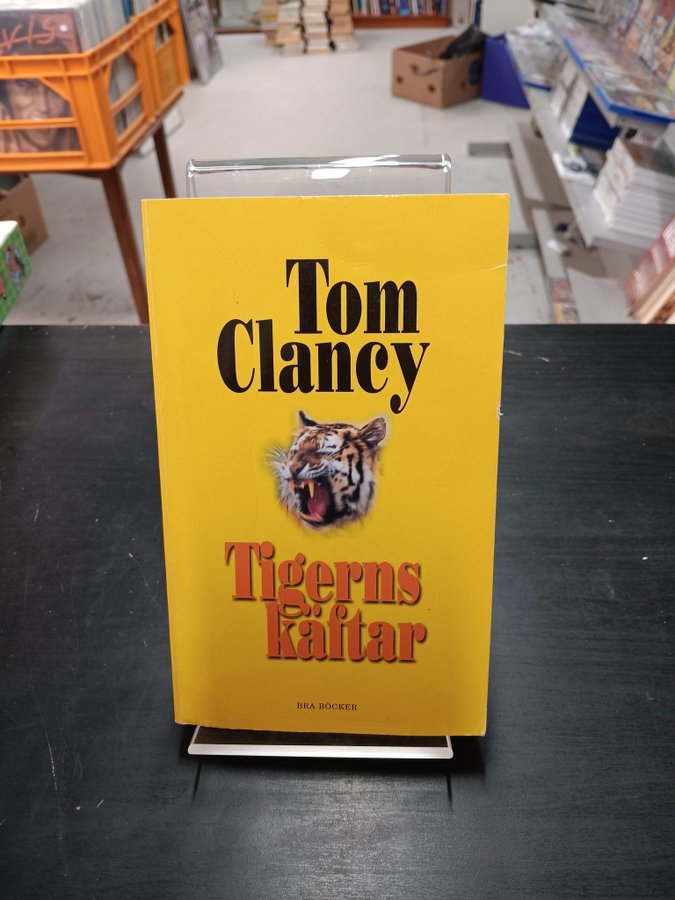 Tom
Clancy
Tigerns
käftar
BRA BÖCKER